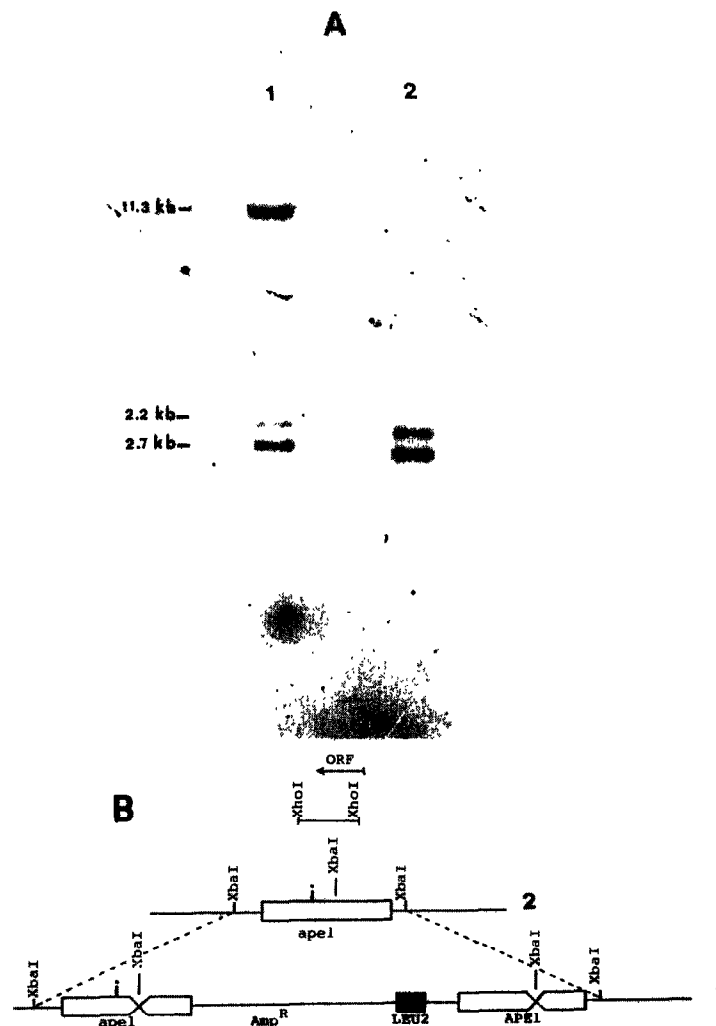 A
1 2
11.3 kb
2.2 kb
2.7 kb
ORF
XhoI XhoI
B
XbaI XbaI XbaI
i
2
ape1
XbaI XbaI XbaI XbaI
i
ape1 Amp^R LEU2 APE1